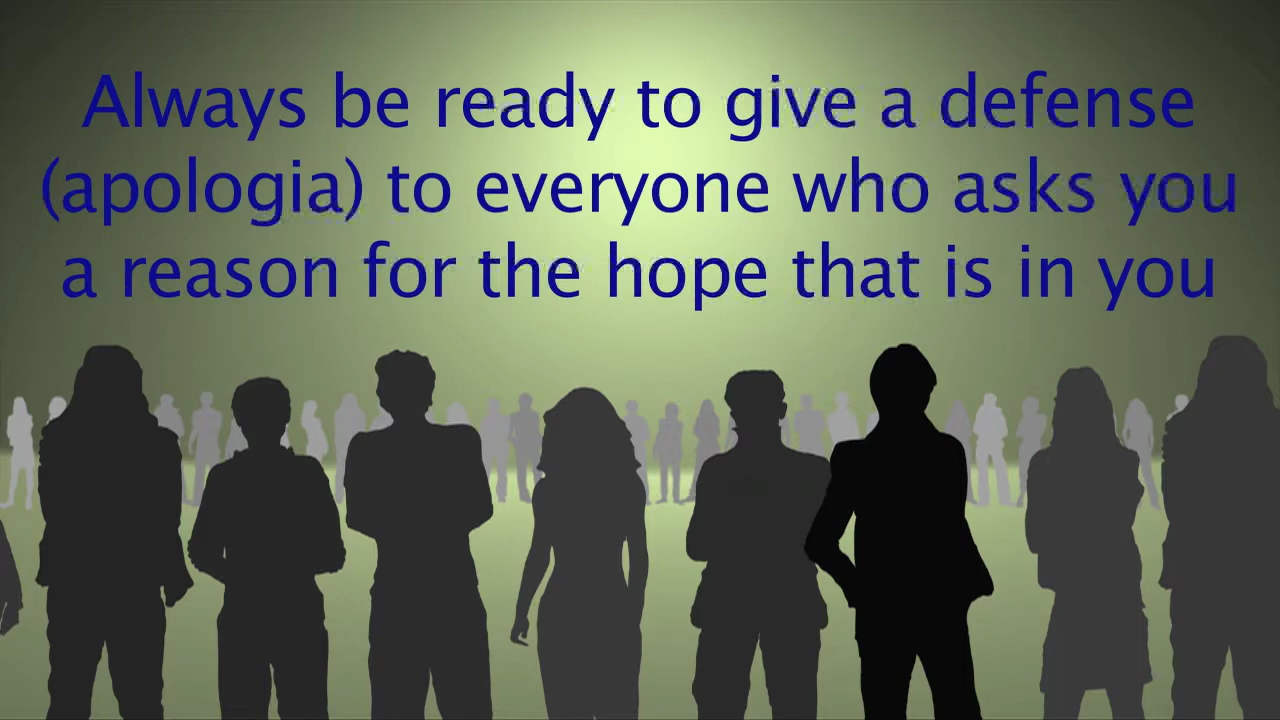 Always be ready to give a defense
(apologia) to everyone who asks you
a reason for the hope that is in you